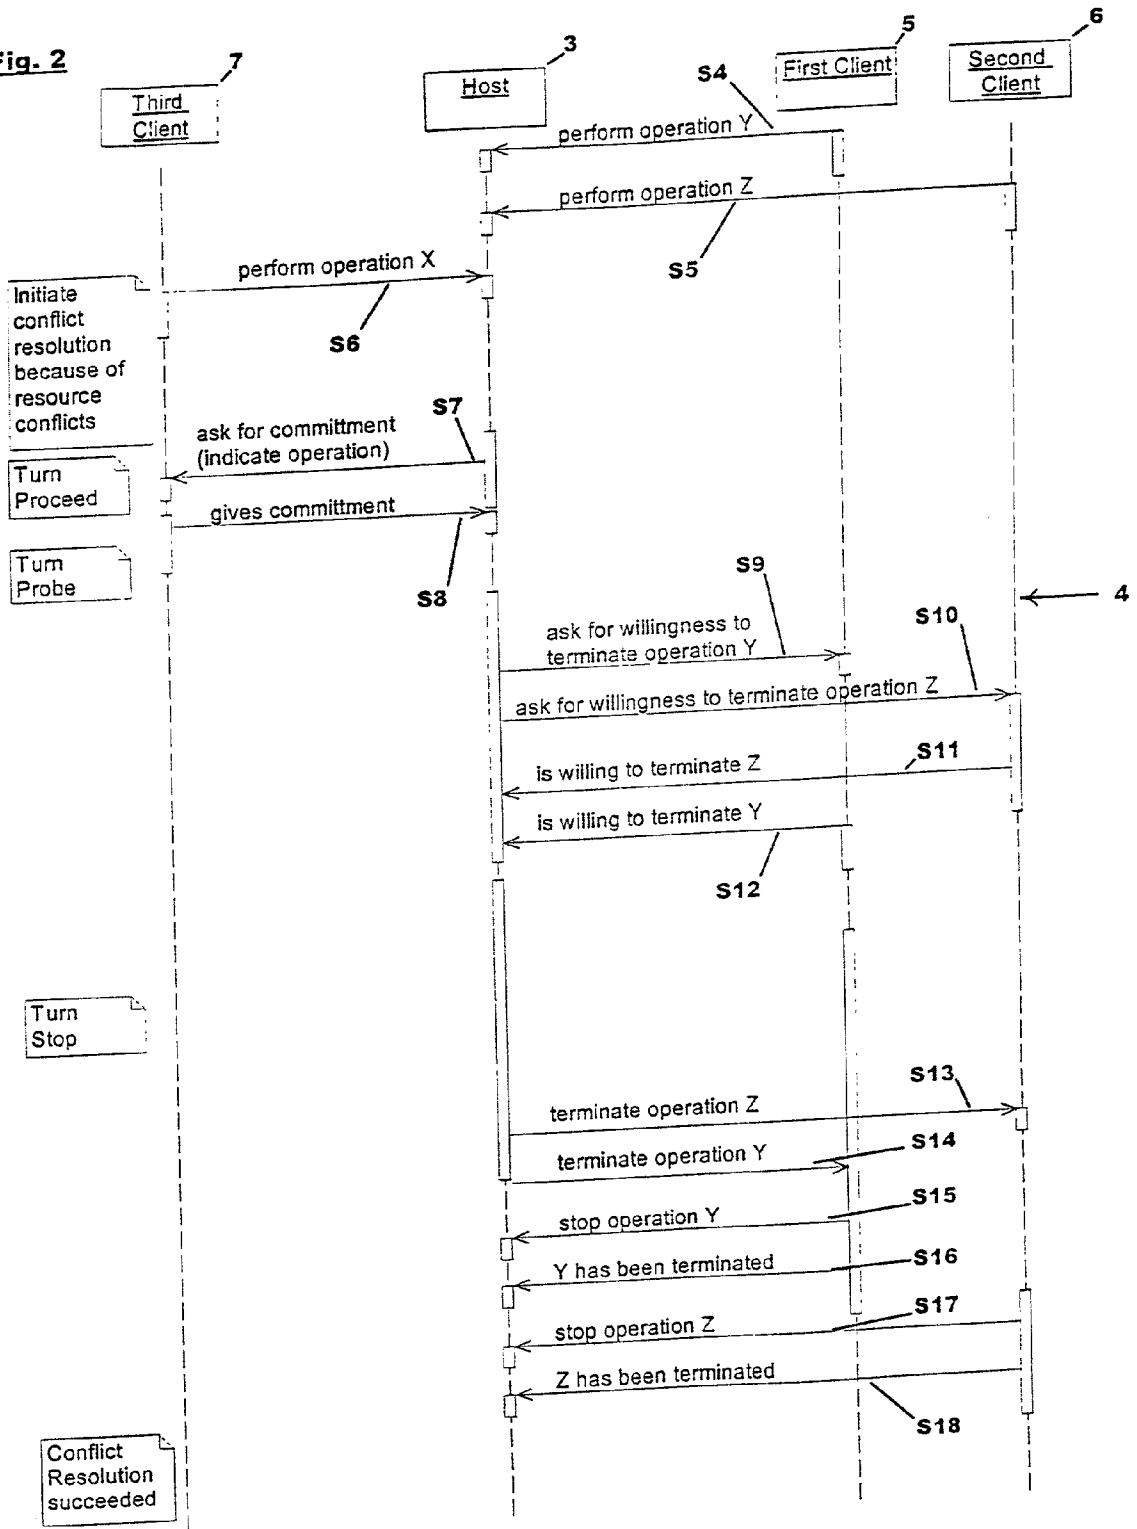 Fig. 2
7
3
5
6
Third
Client
Host
First Client
Second
Client
S4
perform operation Y
perform operation Z
S5
perform operation X
S6
Initiate
conflict
resolution
because of
resource
conflicts
S7
ask for committment
(indicate operation)
Turn
Proceed
gives committment
S8
Turn
Probe
S9
4
ask for willingness to
terminate operation Y
S10
ask for willingness to terminate operation Z
S11
is willing to terminate Z
is willing to terminate Y
S12
Turn
Stop
S13
terminate operation Z
S14
terminate operation Y
S15
stop operation Y
S16
Y has been terminated
S17
stop operation Z
Z has been terminated
S18
Conflict
Resolution
succeeded